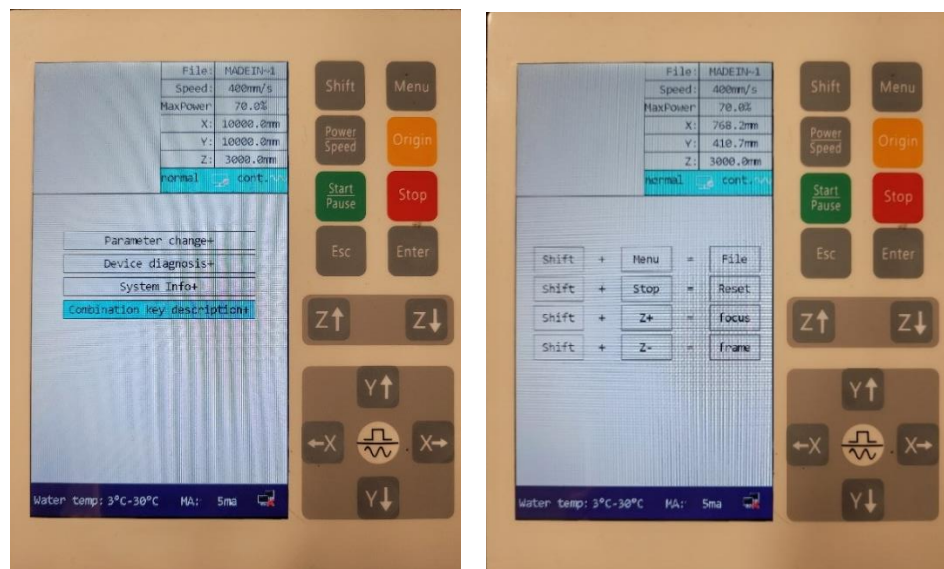 File: MADEIN~1
Speed: 400mm/s
MaxPower 70.0%
X: 10000.0mm
Y: 10000.0mm
Z: 3000.0mm
normal cont.
Parameter change+
Device diagnosis+
System Info+
Combination key description+
Water temp: 3°C-30°C MA: 5ma
Shift Menu
Power Speed Origin
Start Pause Stop
Esc Enter
Z↑ Z↓
Y↑
←X X→
Y↓
File: MADEIN~1
Speed: 400mm/s
MaxPower 70.0%
X: 768.2mm
Y: 410.7mm
Z: 3000.0mm
normal cont.
Shift + Menu = File
Shift + Stop = Reset
Shift + Z+ = focus
Shift + Z- = frame
Water temp: 3°C-30°C MA: 5ma
Shift Menu
Power Speed Origin
Start Pause Stop
Esc Enter
Z↑ Z↓
Y↑
←X X→
Y↓